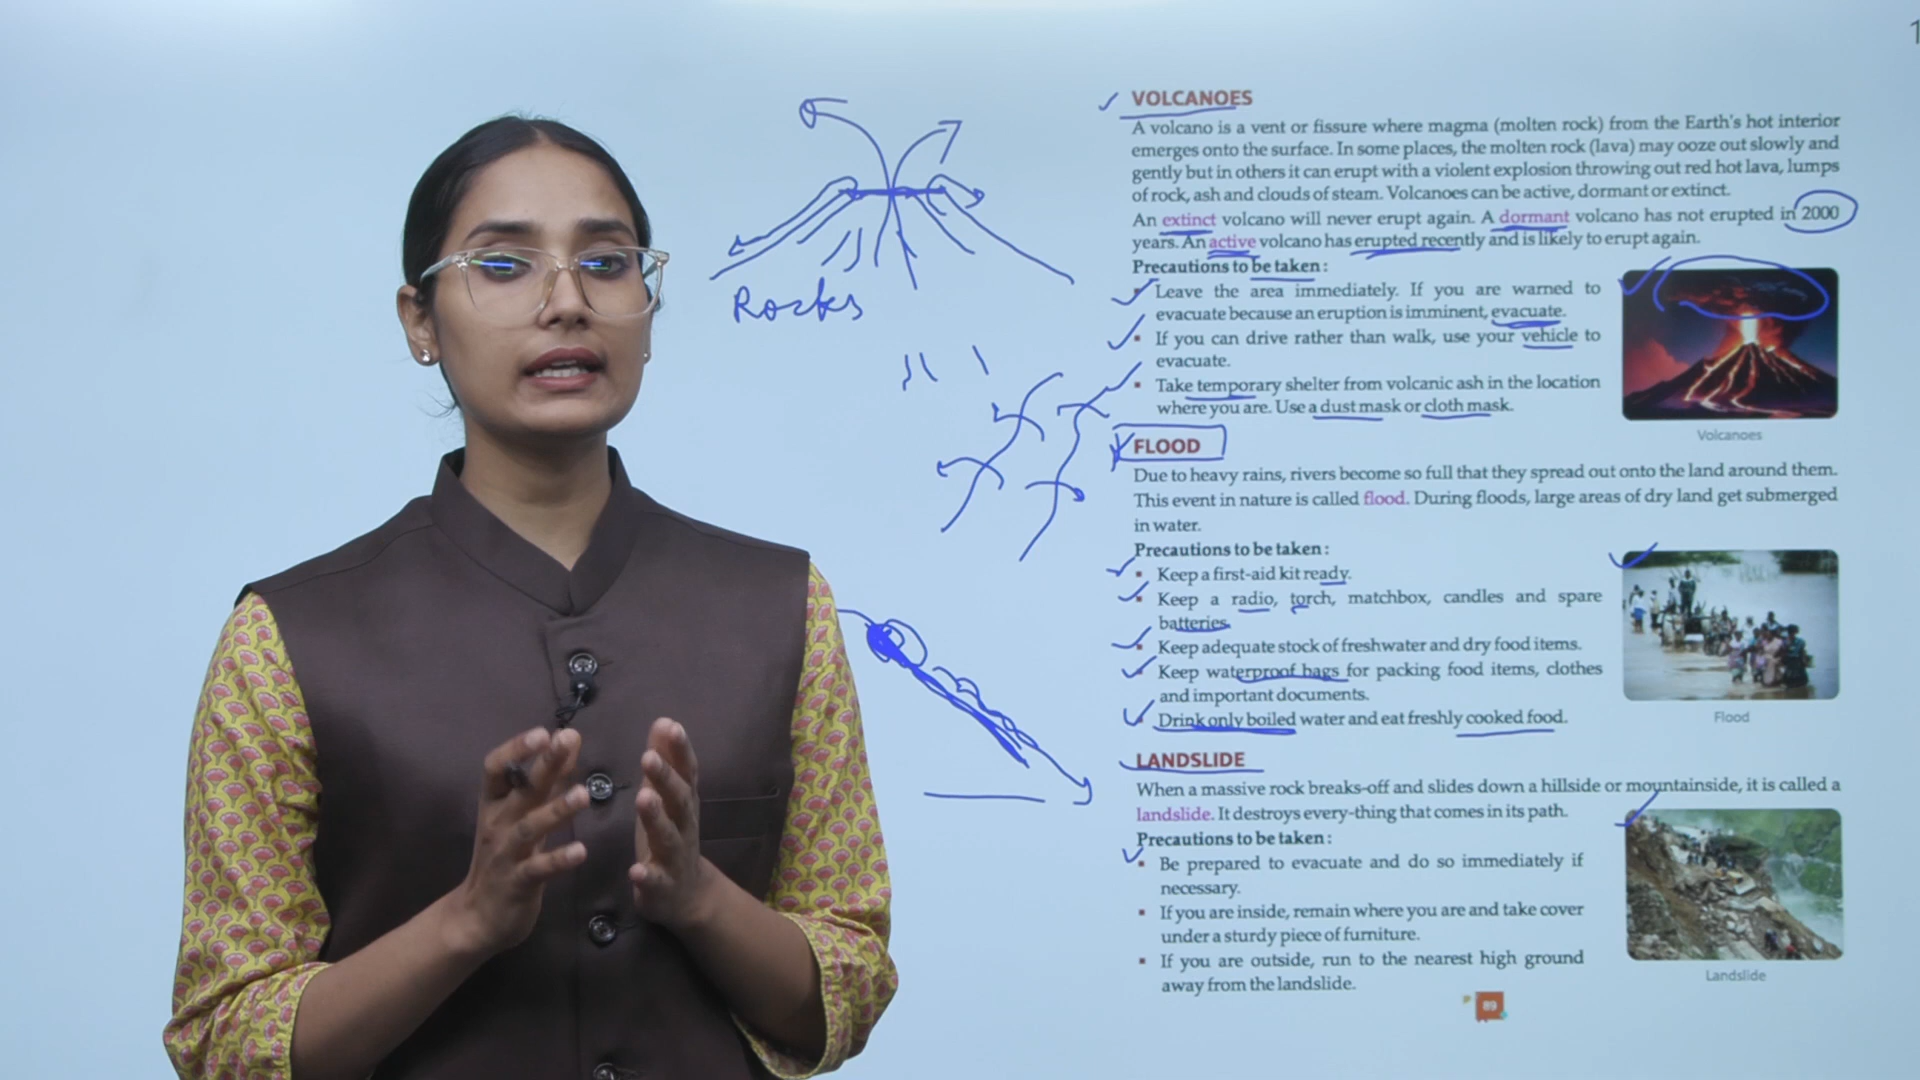 1
VOLCANOES
A volcano is a vent or fissure where magma (molten rock) from the Earth's hot interior
emerges onto the surface. In some places, the molten rock (lava) may ooze out slowly and
gently but in others it can erupt with a violent explosion throwing out red hot lava, lumps
of rock, ash and clouds of steam. Volcanoes can be active, dormant or extinct.
An extinct volcano will never erupt again. A dormant volcano has not erupted in 2000
years. An active volcano has erupted recently and is likely to erupt again.
Precautions to be taken :
▪ Leave the area immediately. If you are warned to
evacuate because an eruption is imminent, evacuate.
▪ If you can drive rather than walk, use your vehicle to
evacuate.
▪ Take temporary shelter from volcanic ash in the location
where you are. Use a dust mask or cloth mask.
Volcanoes
Rocks
FLOOD
Due to heavy rains, rivers become so full that they spread out onto the land around them.
This event in nature is called flood. During floods, large areas of dry land get submerged
in water.
Precautions to be taken :
▪ Keep a first-aid kit ready.
▪ Keep a radio, torch, matchbox, candles and spare
batteries.
▪ Keep adequate stock of freshwater and dry food items.
▪ Keep waterproof bags for packing food items, clothes
and important documents.
▪ Drink only boiled water and eat freshly cooked food.
Flood
LANDSLIDE
When a massive rock breaks-off and slides down a hillside or mountainside, it is called a
landslide. It destroys every-thing that comes in its path.
Precautions to be taken :
▪ Be prepared to evacuate and do so immediately if
necessary.
▪ If you are inside, remain where you are and take cover
under a sturdy piece of furniture.
▪ If you are outside, run to the nearest high ground
away from the landslide.
Landslide
89